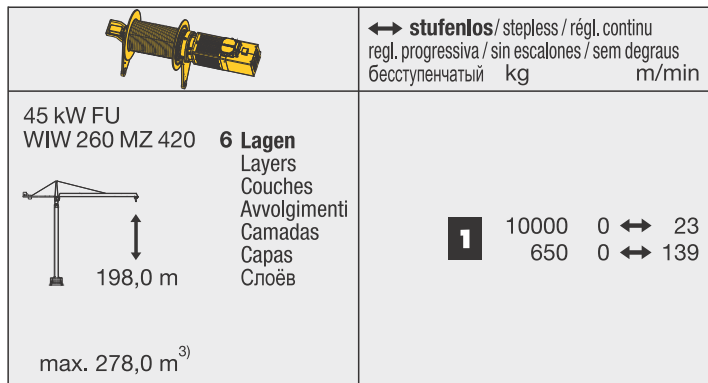 ↔ stufenlos / stepless / régl. continu
regl. progressiva / sin escalones / sem degraus
бесступенчатый kg m/min
45 kW FU
WIW 260 MZ 420 6 Lagen
Layers
Couches
Avvolgimenti
Camadas
Capas
Слоёв
198,0 m
max. 278,0 m³⁾
1 10000 0 ↔ 23
650 0 ↔ 139